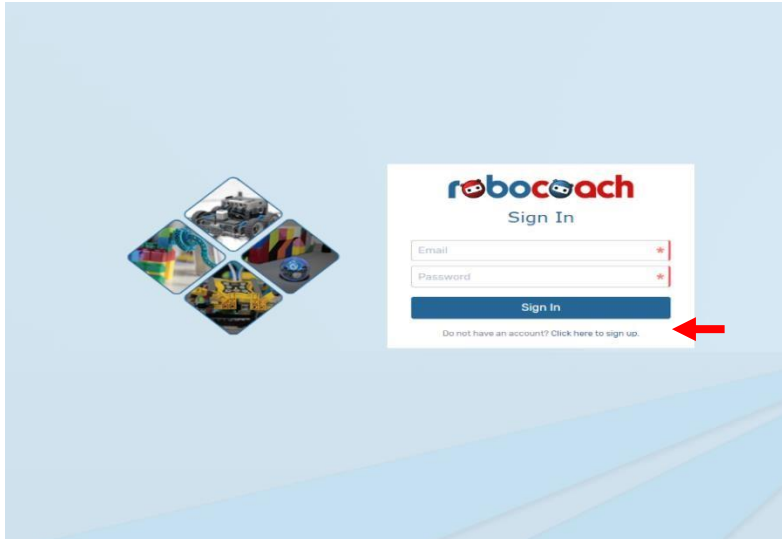 robocoach
Sign In
Email *
Password *
Sign In
Do not have an account? Click here to sign up.